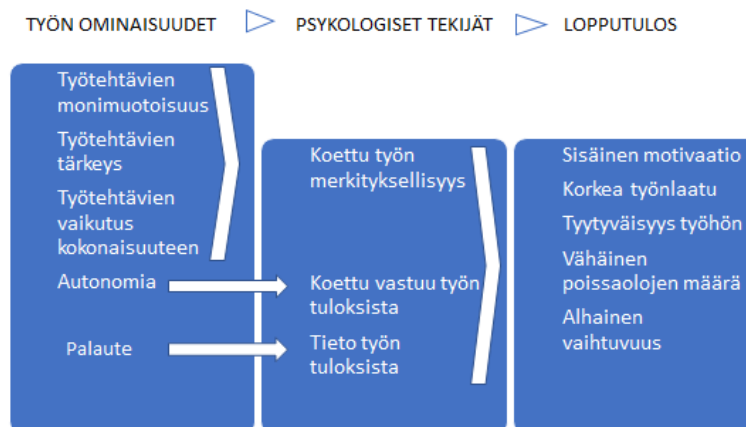 TYÖN OMINAISUUDET
PSYKOLOGISET TEKIJÄT
LOPPUTULOS
Työtehtävien
monimuotoisuus
Työtehtävien
tärkeys
Työtehtävien
vaikutus
kokonaisuuteen
Autonomia
Palaute
Koettu työn
merkityksellisyys
Koettu vastuu työn
tuloksista
Tieto työn
tuloksista
Sisäinen motivaatio
Korkea työnlaatu
Tyytyväisyys työhön
Vähäinen
poissaolojen määrä
Alhainen
vaihtuvuus